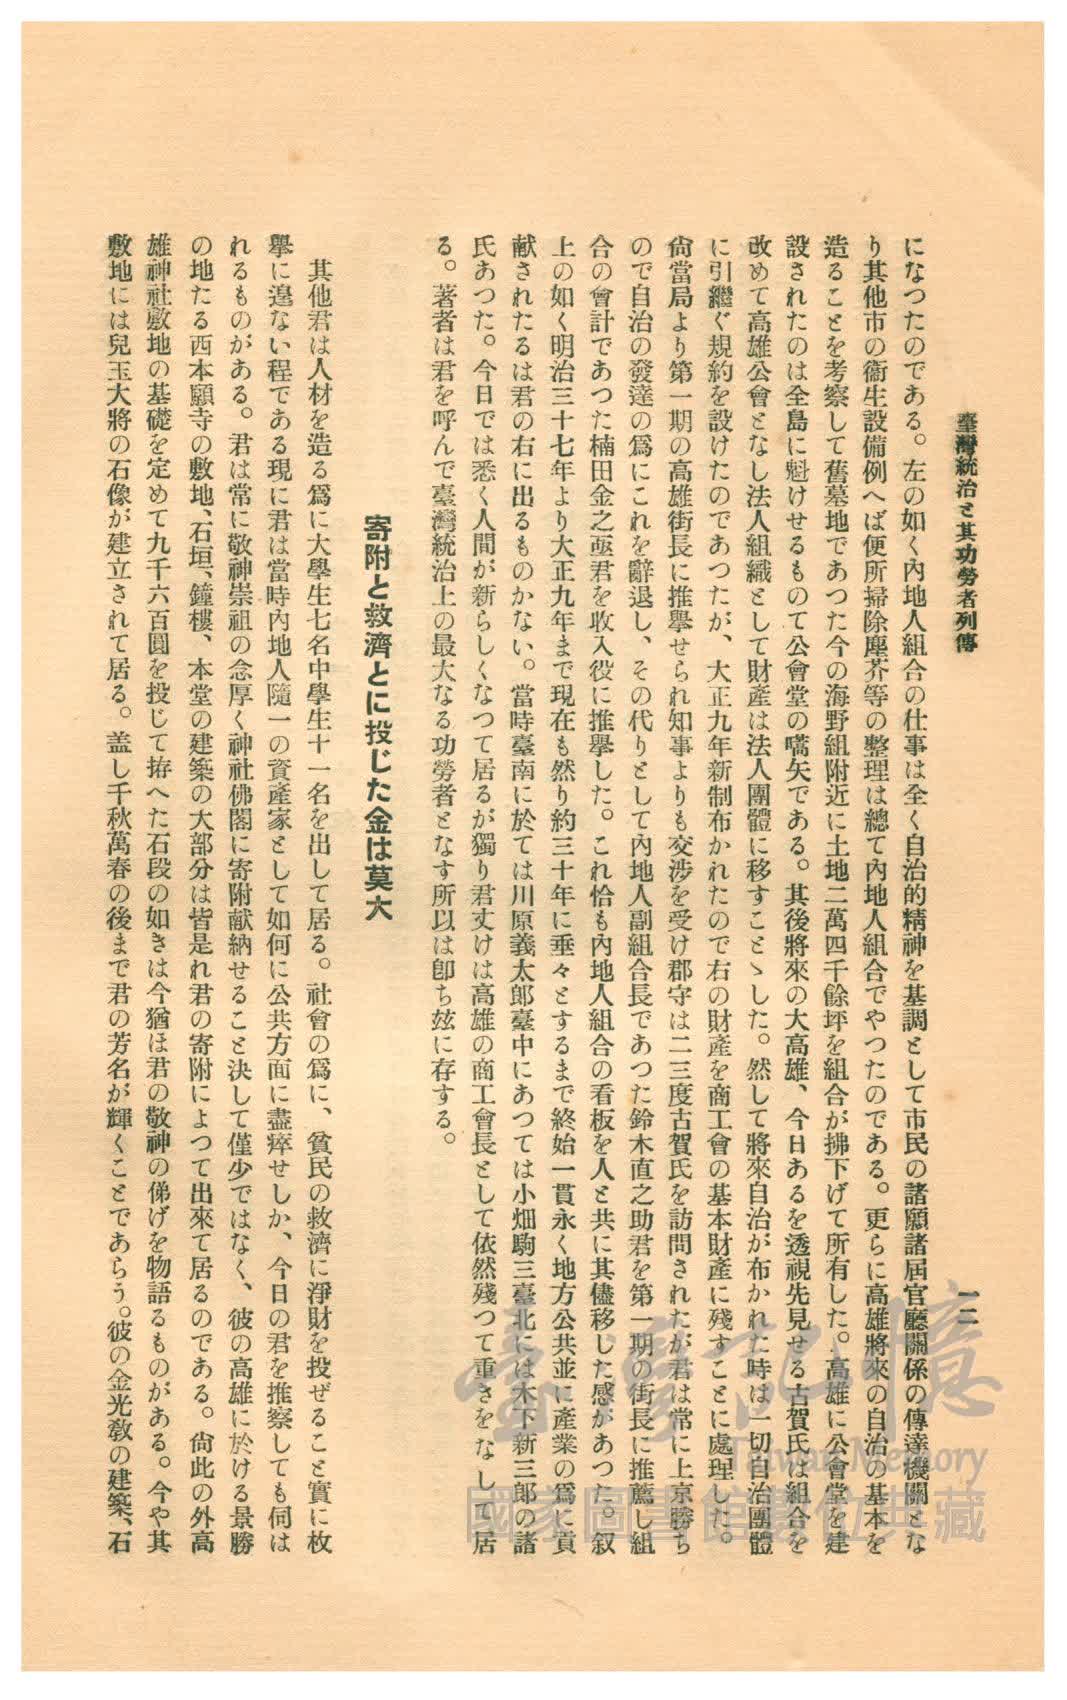 臺灣統治と其功勞者列傳
一二
になつたのである。左の如く內地人組合の仕事は全く自治的精神を基調として市民の諸願諸屆官廳關係の傳達機關とな
り其他市の衞生設備例へば便所掃除塵芥等の整理は總て內地人組合でやつたのである。更らに高雄將來の自治の基本を
造ることを考察して舊墓地であつた今の海野組附近に土地二萬四千餘坪を組合が拂下げて所有した。高雄に公會堂を建
設されたのは全島に魁けせるものて公會堂の嚆矢である。其後將來の大高雄、今日あるを透視先見せる古賀氏は組合を
改めて高雄公會となし法人組織として財產は法人團體に移すことゝした。然して將來自治が布かれた時は一切自治團體
に引繼ぐ規約を設けたのであつたが、大正九年新制布かれたので右の財產を商工會の基本財產に殘すことに處理した。
尙當局より第一期の高雄街長に推擧せられ知事よりも交涉を受け郡守は二三度古賀氏を訪問されたが君は常に上京勝ち
ので自治の發達の爲にこれを辭退し、その代りとして內地人副組合長であつた鈴木直之助君を第一期の街長に推薦し組
合の會計であつた楠田金之亟君を收入役に推擧した。これ恰も內地人組合の看板を人と共に其儘移した感があつた。叙
上の如く明治三十七年より大正九年まで現在も然り約三十年に垂々とするまで終始一貫永く地方公共並に產業の爲に貢
献されたるは君の右に出るものかない。當時臺南に於ては川原義太郎臺中にあつては小畑駒三臺北には木下新三郎の諸
氏あつた。今日では悉く人間が新らしくなつて居るが獨り君丈けは高雄の商工會長として依然殘つて重さをなして居
る。著者は君を呼んで臺灣統治上の最大なる功勞者となす所以は卽ち玆に存する。
寄附と救濟とに投じた金は莫大
其他君は人材を造る爲に大學生七名中學生十一名を出して居る。社會の爲に、貧民の救濟に淨財を投ぜること實に枚
擧に遑ない程である現に君は當時內地人隨一の資產家として如何に公共方面に盡瘁せしか、今日の君を推察しても伺は
れるものがある。君は常に敬神崇祖の念厚く神社佛閣に寄附献納せること決して僅少ではなく、彼の高雄に於ける景勝
の地たる西本願寺の敷地、石垣、鐘樓、本堂の建築の大部分は皆是れ君の寄附によつて出來て居るのである。尙此の外高
雄神社敷地の基礎を定めて九千六百圓を投じて拵へた石段の如きは今猶ほ君の敬神の俤げを物語るものがある。今や其
敷地には兒玉大將の石像が建立されて居る。盖し千秋萬春の後まで君の芳名が輝くことであらう。彼の金光敎の建築、石
臺灣記憶
Taiwan Memory
國家圖書館數位典藏